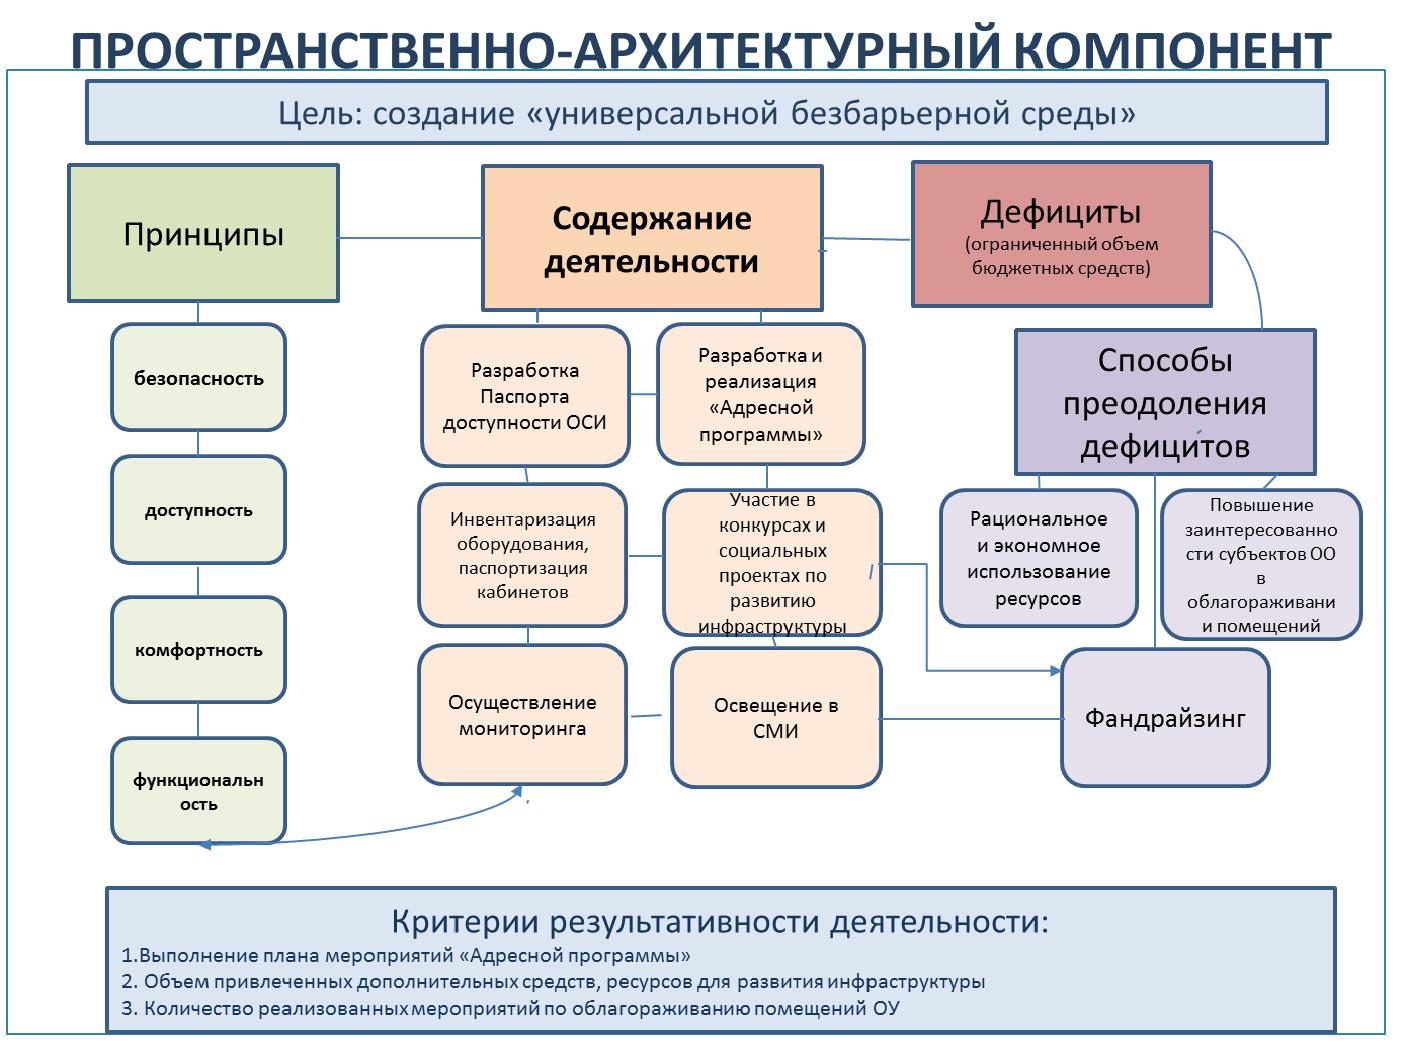 ПРОСТРАНСТВЕННО-АРХИТЕКТУРНЫЙ КОМПОНЕНТ
Цель: создание «универсальной безбарьерной среды»
Принципы
безопасность
доступность
комфортность
функциональн
ость
Содержание
деятельности
Разработка
Паспорта
доступности ОСИ
Разработка и
реализация
«Адресной
программы»
Инвентаризация
оборудования,
паспортизация
кабинетов
Участие в
конкурсах и
социальных
проектах по
развитию
инфраструктуры
Осуществление
мониторинга
Освещение в
СМИ
Дефициты
(ограниченный объем
бюджетных средств)
Способы
преодоления
дефицитов
Рациональное
и экономное
использование
ресурсов
Повышение
заинтересованно
сти субъектов ОО
в
облагораживани
и помещений
Фандрайзинг
Критерии результативности деятельности:
1.Выполнение плана мероприятий «Адресной программы»
2. Объем привлеченных дополнительных средств, ресурсов для развития инфраструктуры
3. Количество реализованных мероприятий по облагораживанию помещений ОУ